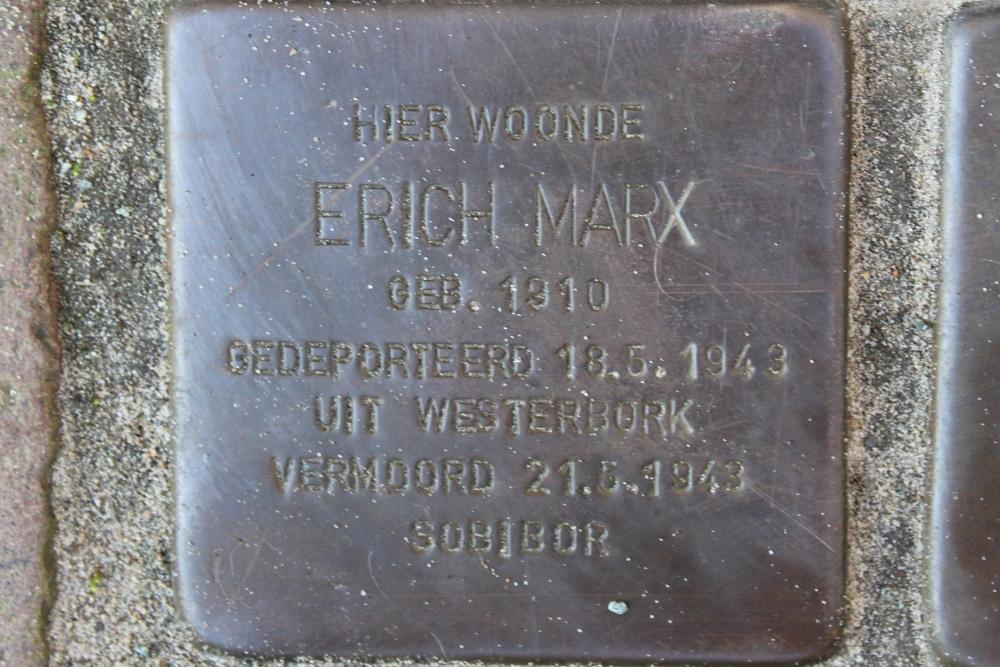 HIER WOONDE
ERICH MARX
GEB. 1910
GEDEPORTEERD 18.5.1943
UIT WESTERBORK
VERMOORD 21.5.1943
SOBIBOR